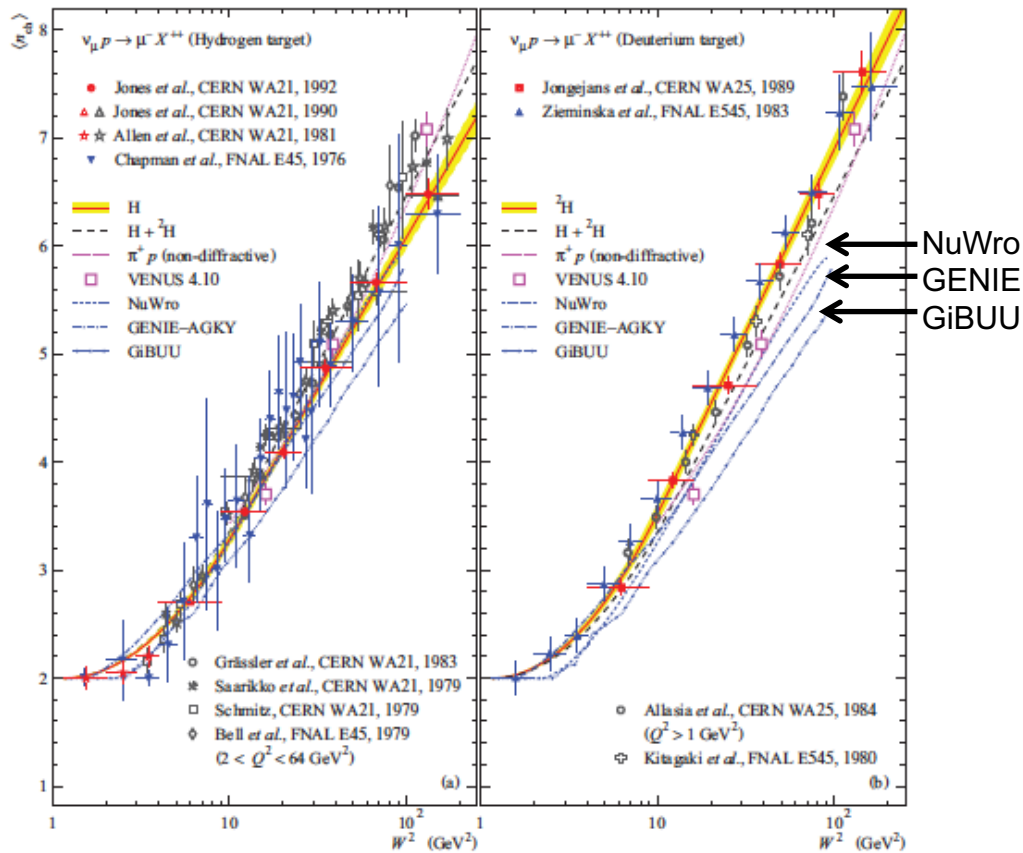 ⟨n_ch⟩
8
7
6
5
4
3
2
1
ν_μ p → μ⁻ X⁺⁺ (Hydrogen target)
Jones et al., CERN WA21, 1992
Jones et al., CERN WA21, 1990
Allen et al., CERN WA21, 1981
Chapman et al., FNAL E45, 1976
H
H + ²H
π⁺ p (non-diffractive)
VENUS 4.10
NuWro
GENIE–AGKY
GiBUU
Grässler et al., CERN WA21, 1983
Saarikko et al., CERN WA21, 1979
Schmitz, CERN WA21, 1979
Bell et al., FNAL E45, 1979
(2 < Q² < 64 GeV²)
(a)
1
10
10²
W² (GeV²)
ν_μ p → μ⁻ X⁺⁺ (Deuterium target)
Jongejans et al., CERN WA25, 1989
Zieminska et al., FNAL E545, 1983
²H
H + ²H
π⁺ p (non-diffractive)
VENUS 4.10
NuWro
GENIE–AGKY
GiBUU
Allasia et al., CERN WA25, 1984
(Q² > 1 GeV²)
Kitagaki et al., FNAL E545, 1980
(b)
1
10
10²
W² (GeV²)
NuWro
GENIE
GiBUU